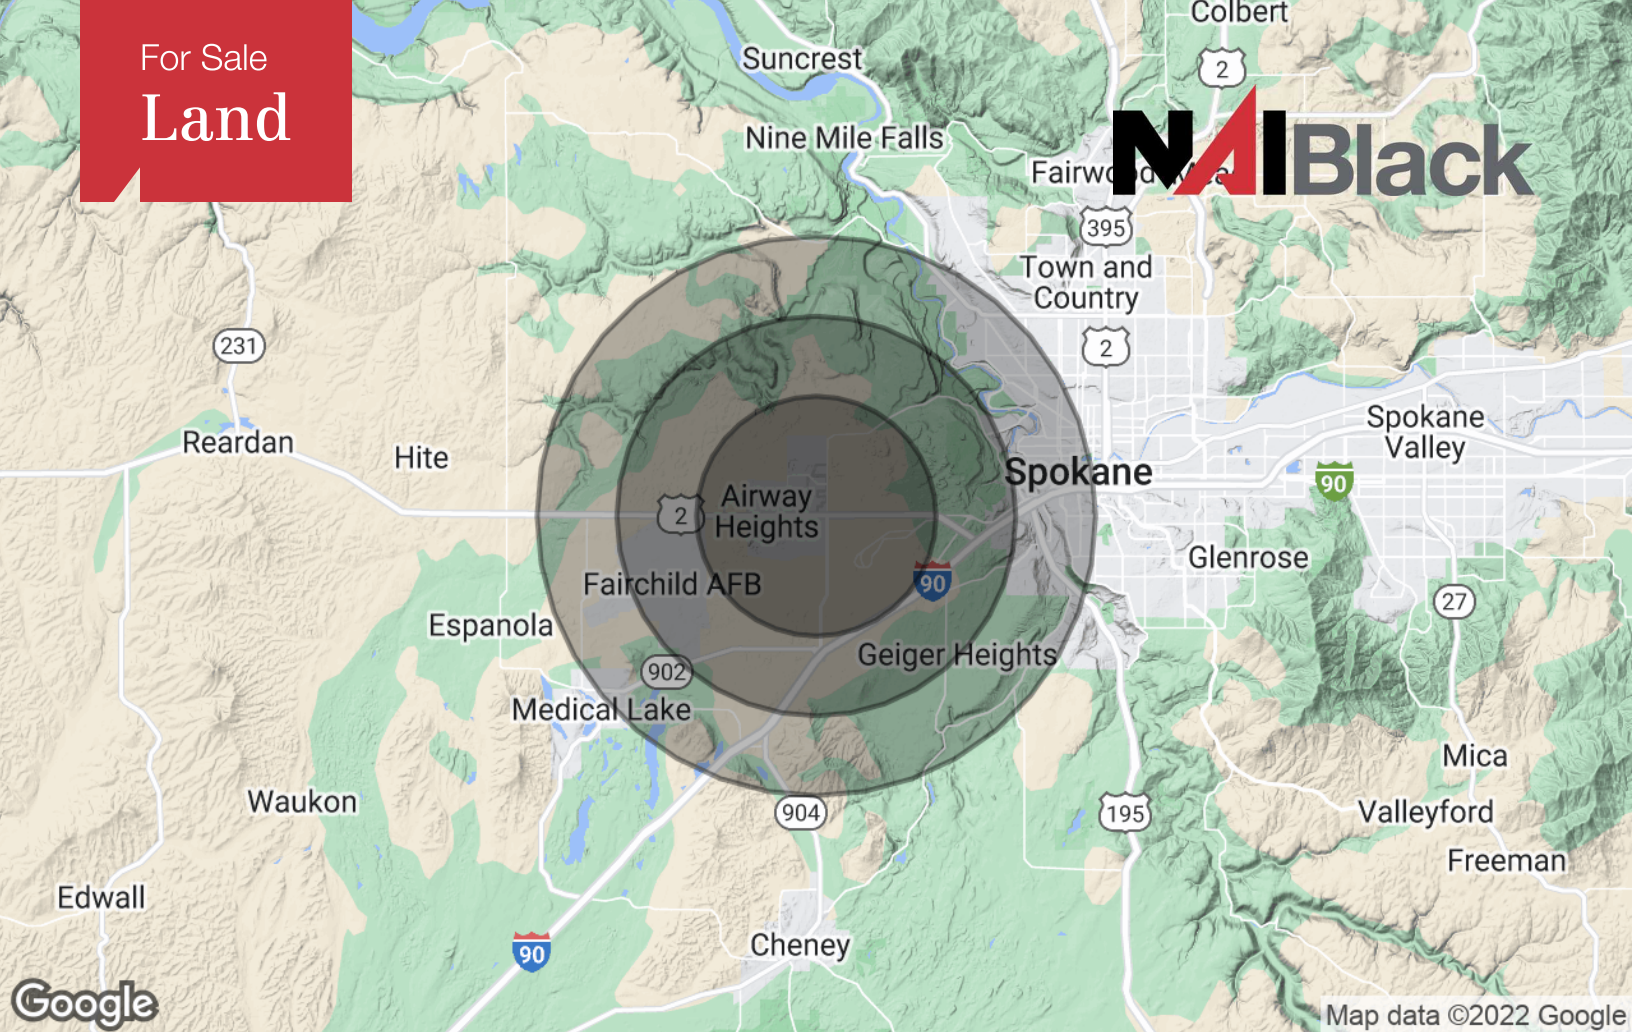 For Sale
Land
Colbert
2
Suncrest
Nine Mile Falls
NAIBlack
395
Town and
Country
231
2
Reardan
Hite
Spokane
Valley
Spokane
90
Airway
Heights
2
Glenrose
Fairchild AFB
90
27
Espanola
Geiger Heights
902
Medical Lake
Mica
Waukon
904
195
Valleyford
Freeman
Edwall
Cheney
90
Google
Map data ©2022 Google